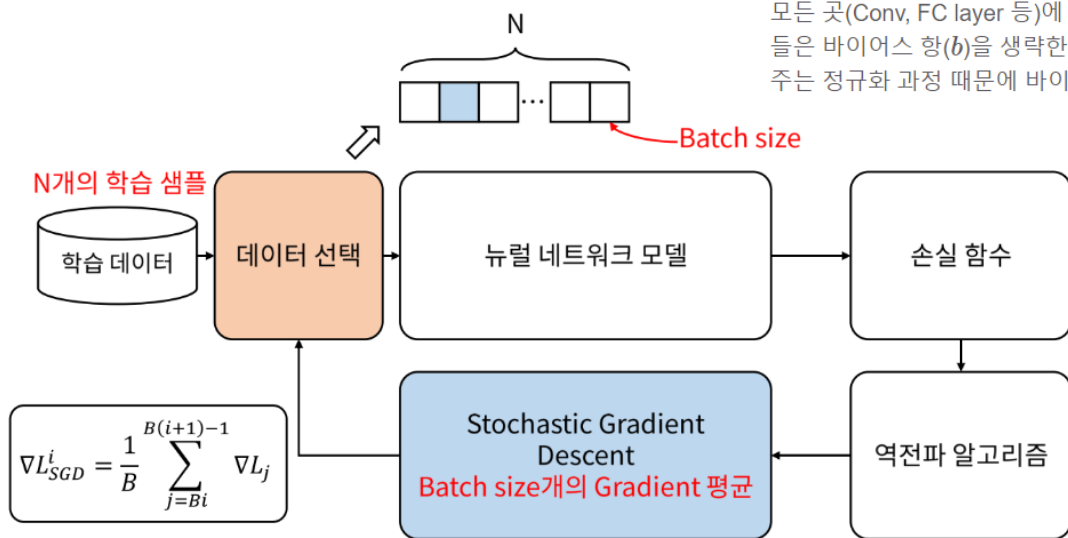 모든 곳(Conv, FC layer 등)에
들은 바이어스 항(b)을 생략한
주는 정규화 과정 때문에 바이
N
...
Batch size
N개의 학습 샘플
학습 데이터
데이터 선택
뉴럴 네트워크 모델
손실 함수
∇L^i_{SGD} = \frac{1}{B} \sum_{j=Bi}^{B(i+1)-1} ∇L_j
Stochastic Gradient
Descent
Batch size개의 Gradient 평균
역전파 알고리즘